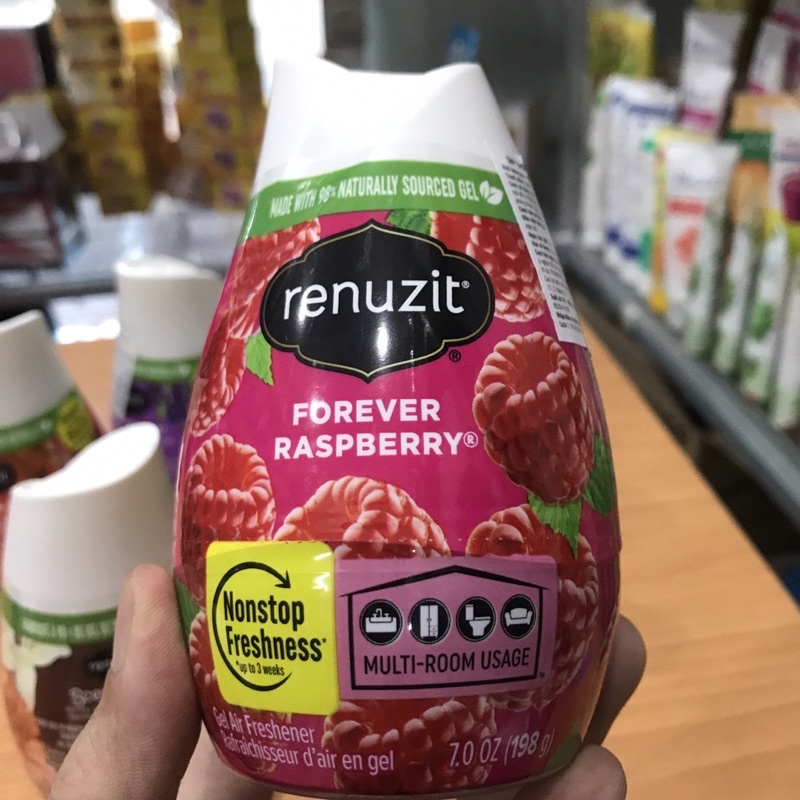 MADE WITH 98% NATURALLY SOURCED GEL
renuzit®
®
FOREVER
RASPBERRY®
Nonstop
Freshness*
*up to 3 weeks
MULTI-ROOM USAGE™
Gel Air Freshener
Rafraîchisseur d'air en gel
7.0 OZ (198 g)